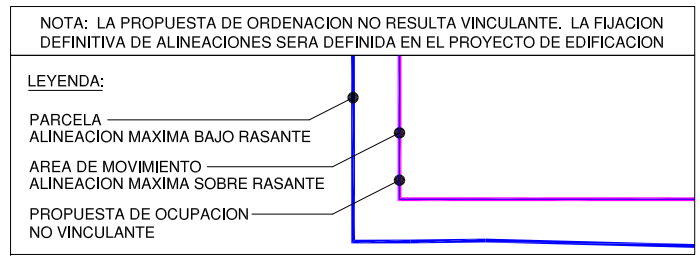 NOTA: LA PROPUESTA DE ORDENACION NO RESULTA VINCULANTE. LA FIJACION
DEFINITIVA DE ALINEACIONES SERA DEFINIDA EN EL PROYECTO DE EDIFICACION
LEYENDA:
PARCELA
ALINEACION MAXIMA BAJO RASANTE
AREA DE MOVIMIENTO
ALINEACION MAXIMA SOBRE RASANTE
PROPUESTA DE OCUPACION
NO VINCULANTE